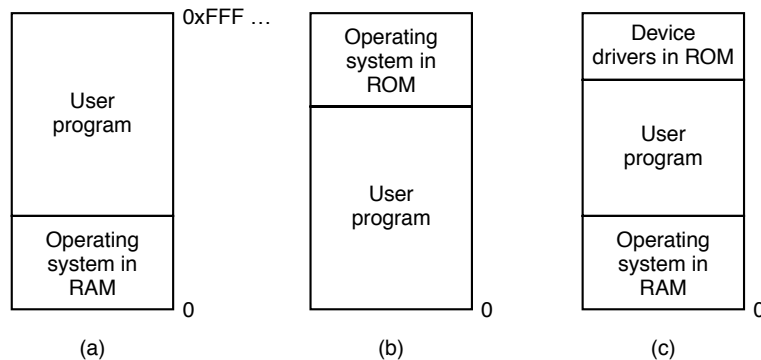 0xFFF …
User
program
Operating
system in
RAM
0
(a)
Operating
system in
ROM
User
program
0
(b)
Device
drivers in ROM
User
program
Operating
system in
RAM
0
(c)